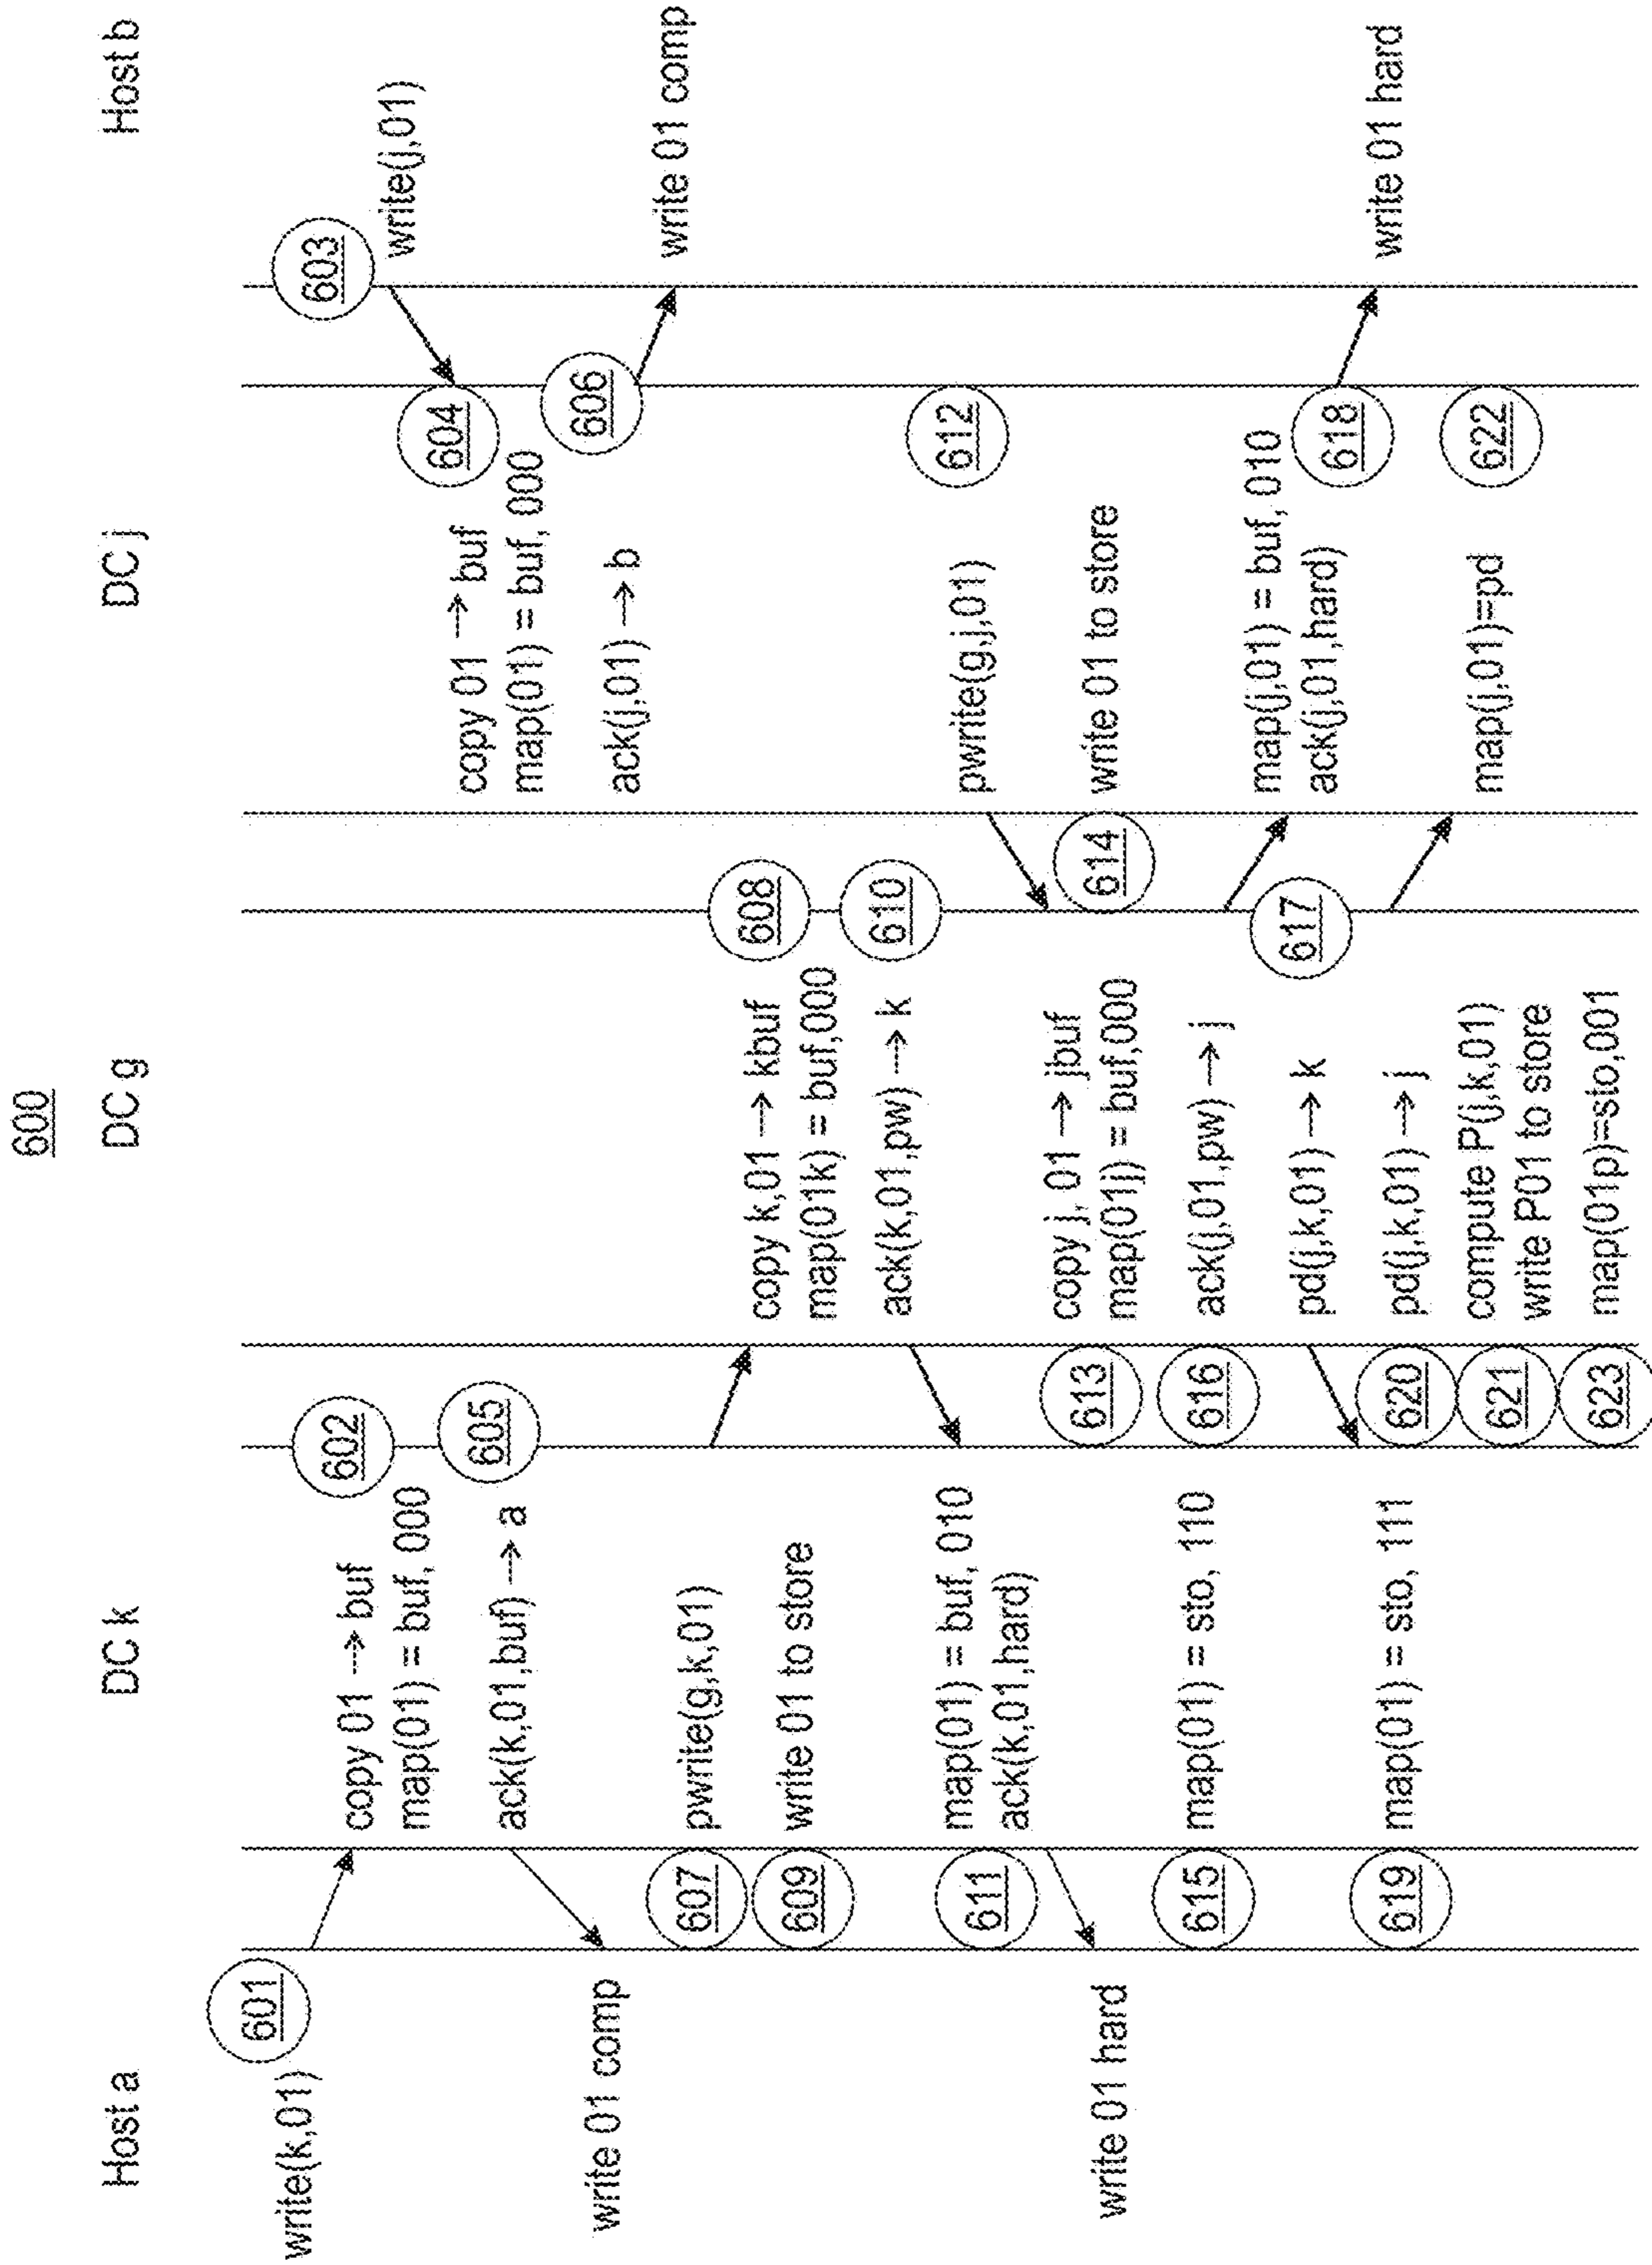 600
Host a
DC k
DC g
DC j
Host b
601
write(k,01)
602
copy 01 → buf
map(01) = buf, 000
603
write(j,01)
604
copy 01 → buf
map(01) = buf, 000
605
ack(k,01,buf) → a
write 01 comp
606
ack(j,01) → b
write 01 comp
607
pwrite(g,k,01)
608
copy k,01 → kbuf
map(01k) = buf,000
609
write 01 to store
610
ack(k,01,pw) → k
611
map(01) = buf, 010
ack(k,01,hard)
write 01 hard
612
pwrite(g,j,01)
613
copy j, 01 → jbuf
map(01j) = buf,000
614
write 01 to store
615
map(01) = sto, 110
616
ack(j,01,pw) → j
617
pd(j,k,01) → k
map(j,01) = buf, 010
ack(j,01,hard)
618
write 01 hard
619
map(01) = sto, 111
620
pd(j,k,01) → j
621
compute P(j,k,01)
write P01 to store
622
map(j,01)=pd
623
map(01p)=sto,001